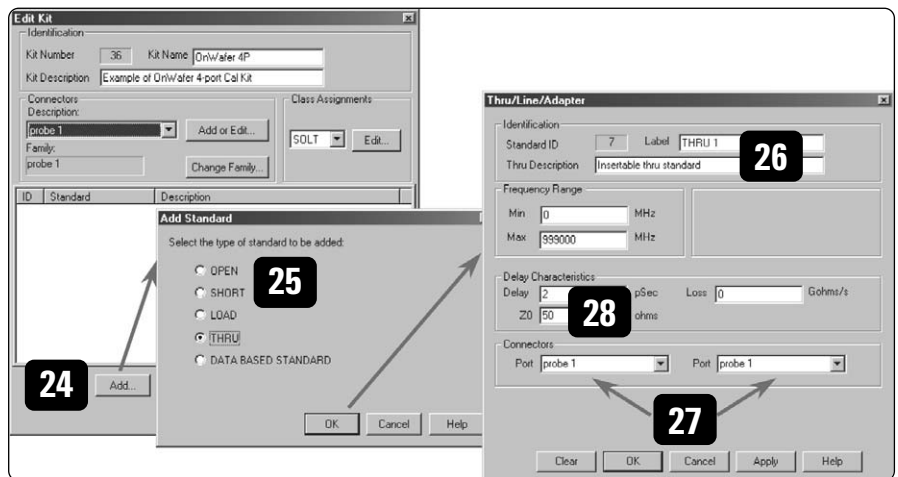 Edit Kit
Identification
Kit Number 36 Kit Name OnWafer 4P
Kit Description Example of OnWafer 4-port Cal Kit
Connectors
Description:
probe 1
Add or Edit...
Family:
probe 1
Change Family...
Class Assignments
SOLT Edit...
ID Standard Description
24
Add...
Add Standard
Select the type of standard to be added:
OPEN
SHORT
LOAD
THRU
DATA BASED STANDARD
25
OK Cancel Help
Thru/Line/Adapter
Identification
Standard ID 7 Label THRU 1
Thru Description Insertable thru standard
26
Frequency Range
Min 0 MHz
Max 999000 MHz
Delay Characteristics
Delay 2 pSec Loss 0 Gohms/s
Z0 50 ohms
28
Connectors
Port probe 1 Port probe 1
27
Clear OK Cancel Apply Help